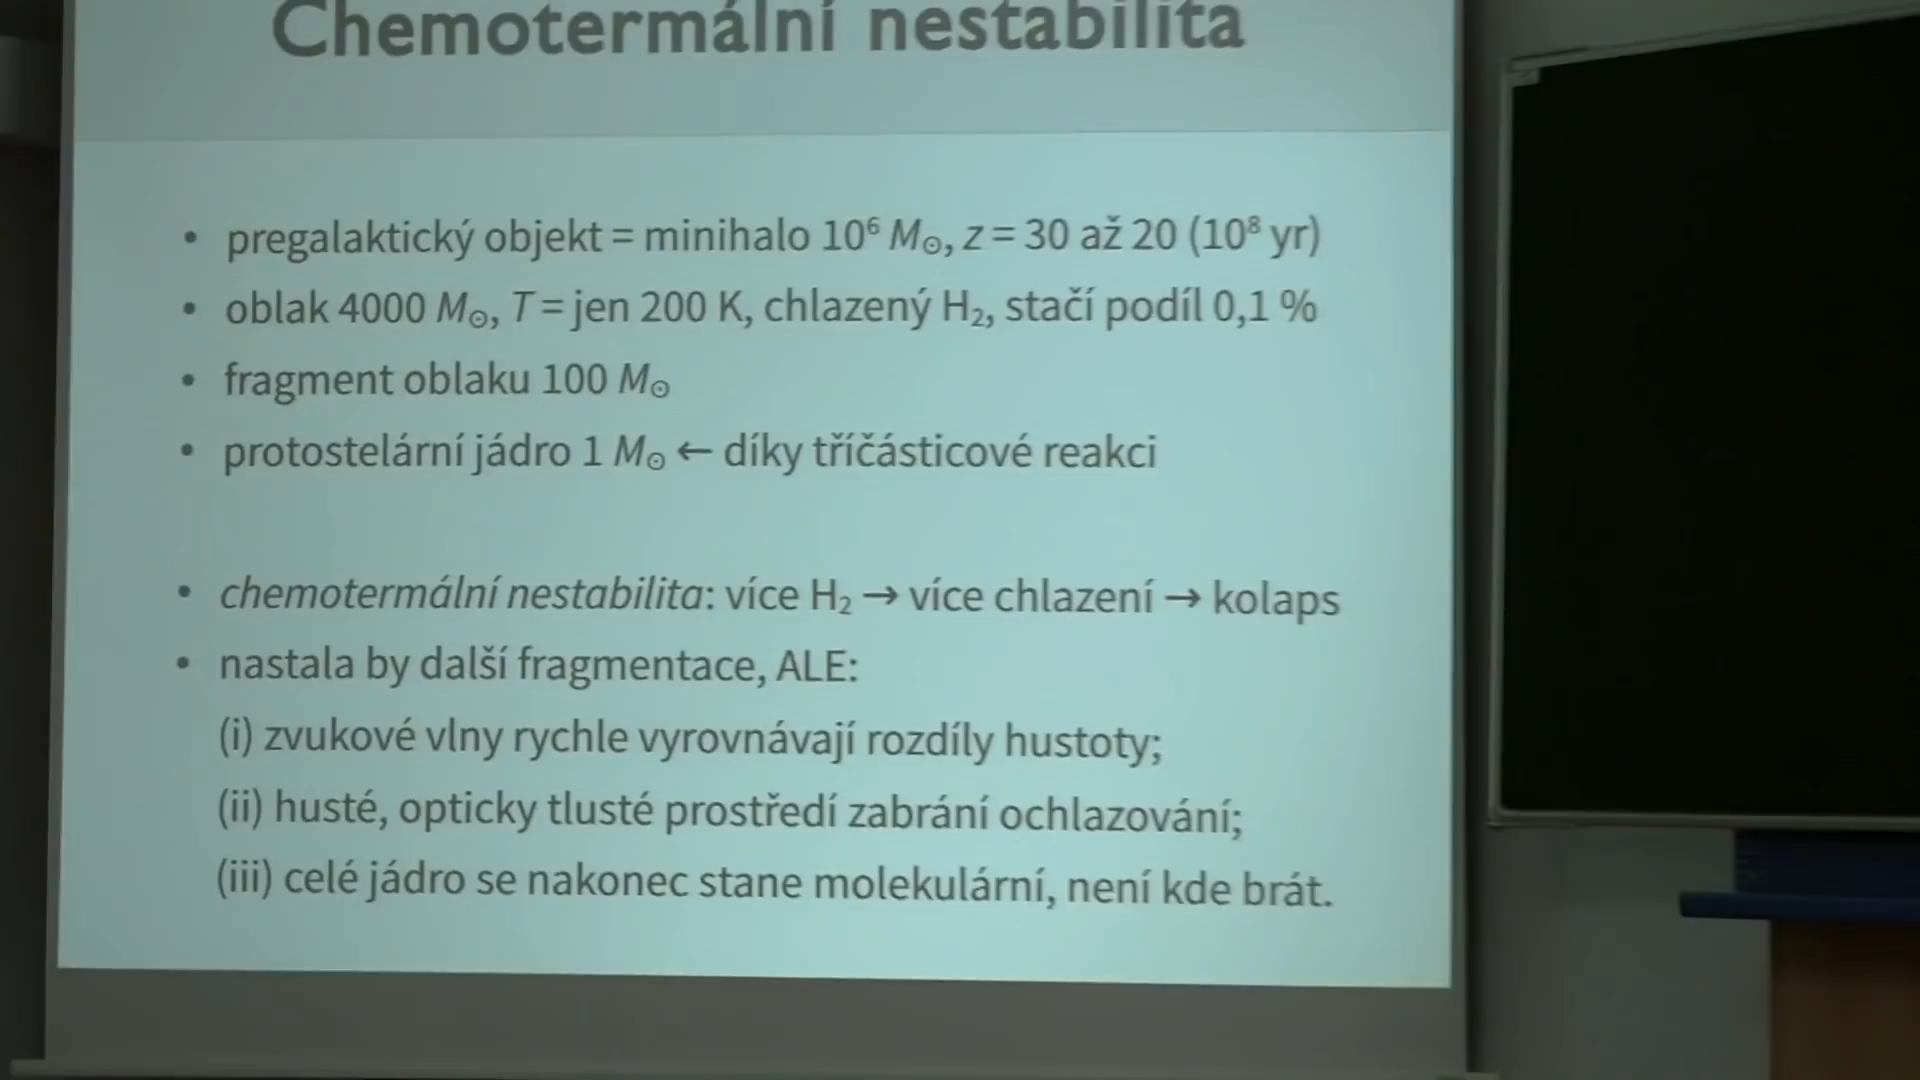 Chemotermální nestabilita
• pregalaktický objekt = minihalo 10⁶ M☉, z = 30 až 20 (10⁸ yr)
• oblak 4000 M☉, T = jen 200 K, chlazený H₂, stačí podíl 0,1 %
• fragment oblaku 100 M☉
• protostelární jádro 1 M☉ ← díky tříčásticové reakci
• chemotermální nestabilita: více H₂ → více chlazení → kolaps
• nastala by další fragmentace, ALE:
(i) zvukové vlny rychle vyrovnávají rozdíly hustoty;
(ii) husté, opticky tlusté prostředí zabrání ochlazování;
(iii) celé jádro se nakonec stane molekulární, není kde brát.